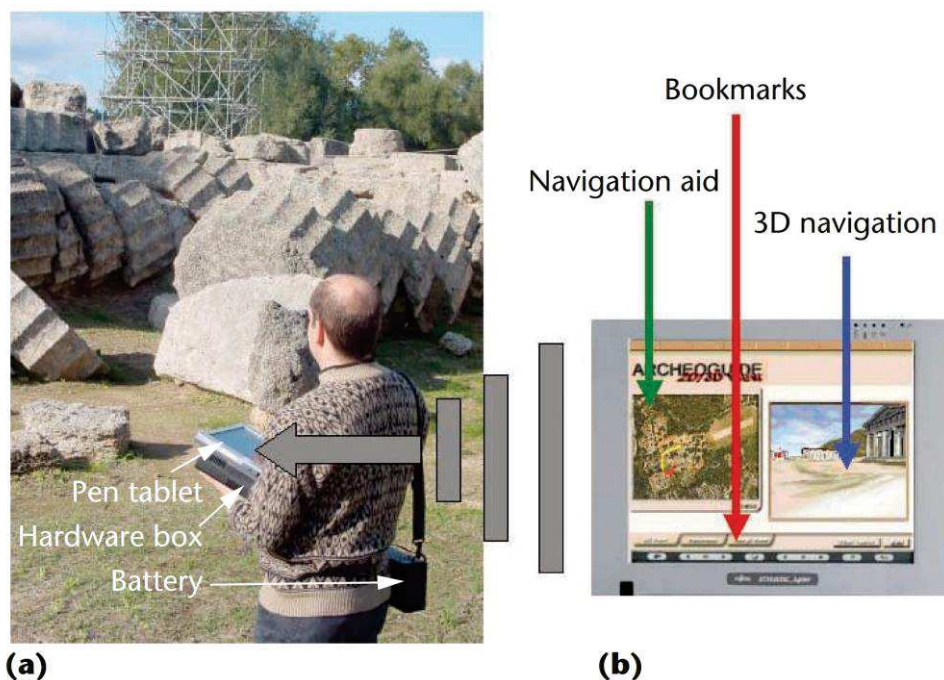 Bookmarks
Navigation aid
3D navigation
ARCHEOGUIDE
Pen tablet
Hardware box
Battery
(a)
(b)